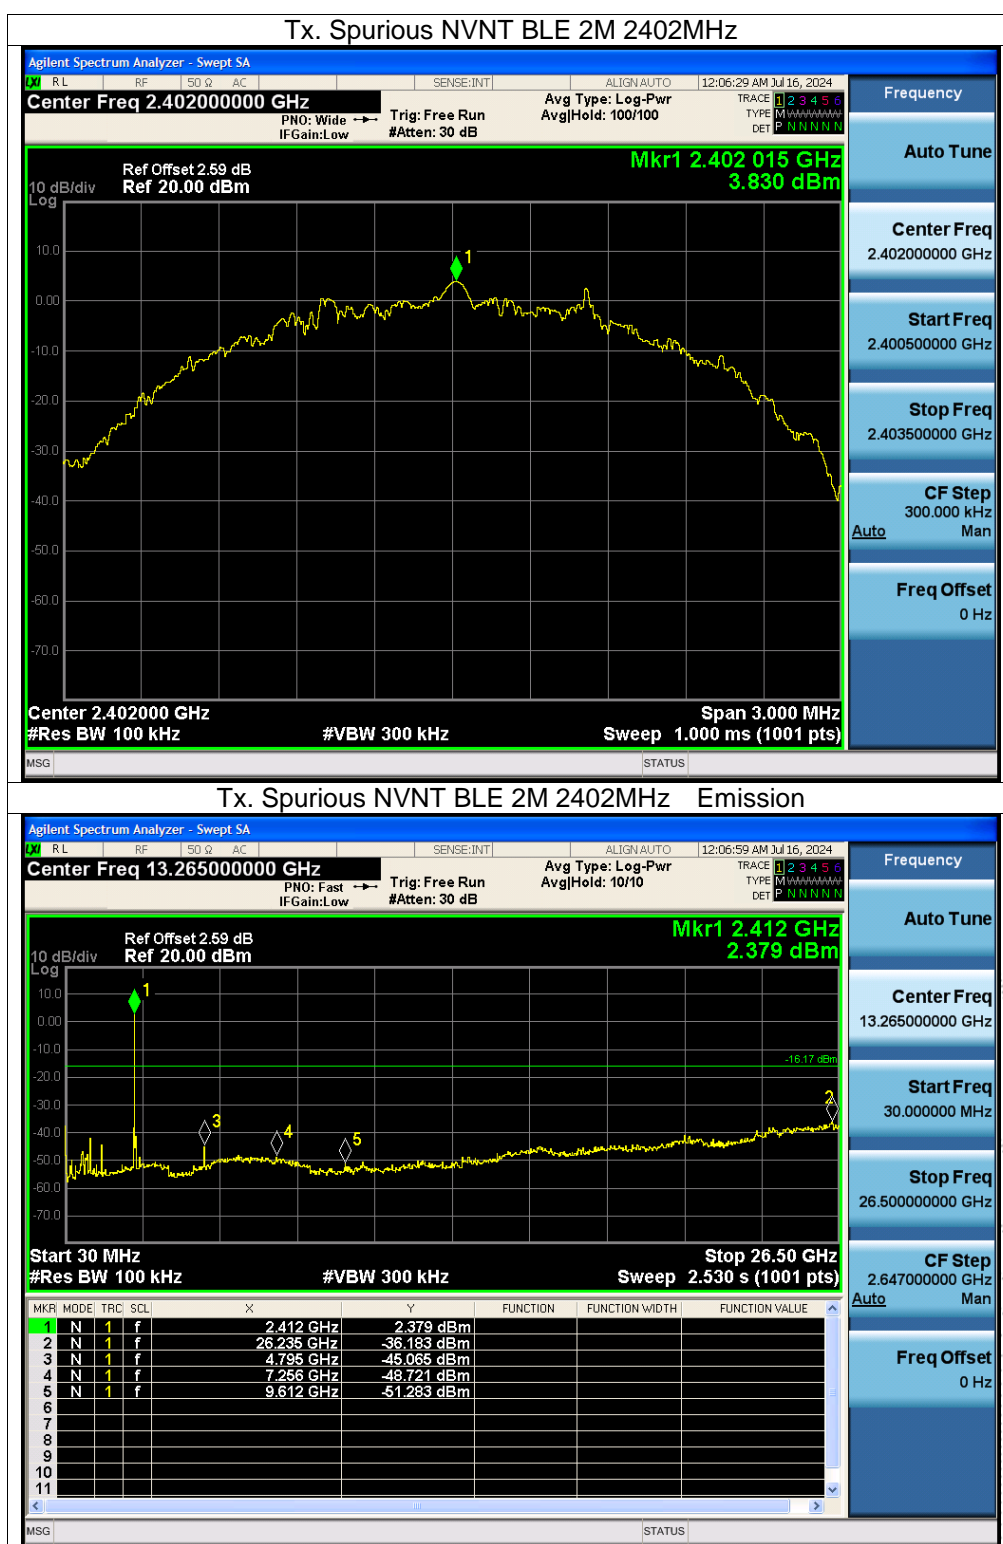 Tx. Spurious NVNT BLE 2M 2402MHz
Agilent Spectrum Analyzer - Swept SA
LXI RL RF 50 Ω AC SENSE:INT ALIGN AUTO 12:06:29 AM Jul 16, 2024
Center Freq 2.402000000 GHz
PNO: Wide
IFGain:Low
Trig: Free Run
#Atten: 30 dB
Avg Type: Log-Pwr
Avg|Hold: 100/100
TRACE 1 2 3 4 5 6
TYPE M WWWWW
DET P N N N N N
Frequency
Auto Tune
Center Freq
2.402000000 GHz
Start Freq
2.400500000 GHz
Stop Freq
2.403500000 GHz
CF Step
300.000 kHz
Auto Man
Freq Offset
0 Hz
Mkr1 2.402 015 GHz
3.830 dBm
Ref Offset 2.59 dB
10 dB/div Ref 20.00 dBm
Log
10.0
0.00
-10.0
-20.0
-30.0
-40.0
-50.0
-60.0
-70.0
1
Center 2.402000 GHz Span 3.000 MHz
#Res BW 100 kHz #VBW 300 kHz Sweep 1.000 ms (1001 pts)
MSG STATUS
Tx. Spurious NVNT BLE 2M 2402MHz Emission
Agilent Spectrum Analyzer - Swept SA
LXI RL RF 50 Ω AC SENSE:INT ALIGN AUTO 12:06:59 AM Jul 16, 2024
Center Freq 13.265000000 GHz
PNO: Fast
IFGain:Low
Trig: Free Run
#Atten: 30 dB
Avg Type: Log-Pwr
Avg|Hold: 10/10
TRACE 1 2 3 4 5 6
TYPE M WWWWW
DET P N N N N N
Frequency
Auto Tune
Center Freq
13.265000000 GHz
Start Freq
30.000000 MHz
Stop Freq
26.500000000 GHz
CF Step
2.647000000 GHz
Auto Man
Freq Offset
0 Hz
Mkr1 2.412 GHz
2.379 dBm
Ref Offset 2.59 dB
10 dB/div Ref 20.00 dBm
Log
10.0
0.00
-10.0
-20.0
-30.0
-40.0
-50.0
-60.0
-70.0
-16.17 dBm
1
2
3
4
5
Start 30 MHz Stop 26.50 GHz
#Res BW 100 kHz #VBW 300 kHz Sweep 2.530 s (1001 pts)
MKR MODE TRC SCL X Y FUNCTION FUNCTION WIDTH FUNCTION VALUE
1 N 1 f 2.412 GHz 2.379 dBm
2 N 1 f 26.235 GHz -36.183 dBm
3 N 1 f 4.795 GHz -45.065 dBm
4 N 1 f 7.256 GHz -48.721 dBm
5 N 1 f 9.612 GHz -51.283 dBm
6
7
8
9
10
11
MSG STATUS